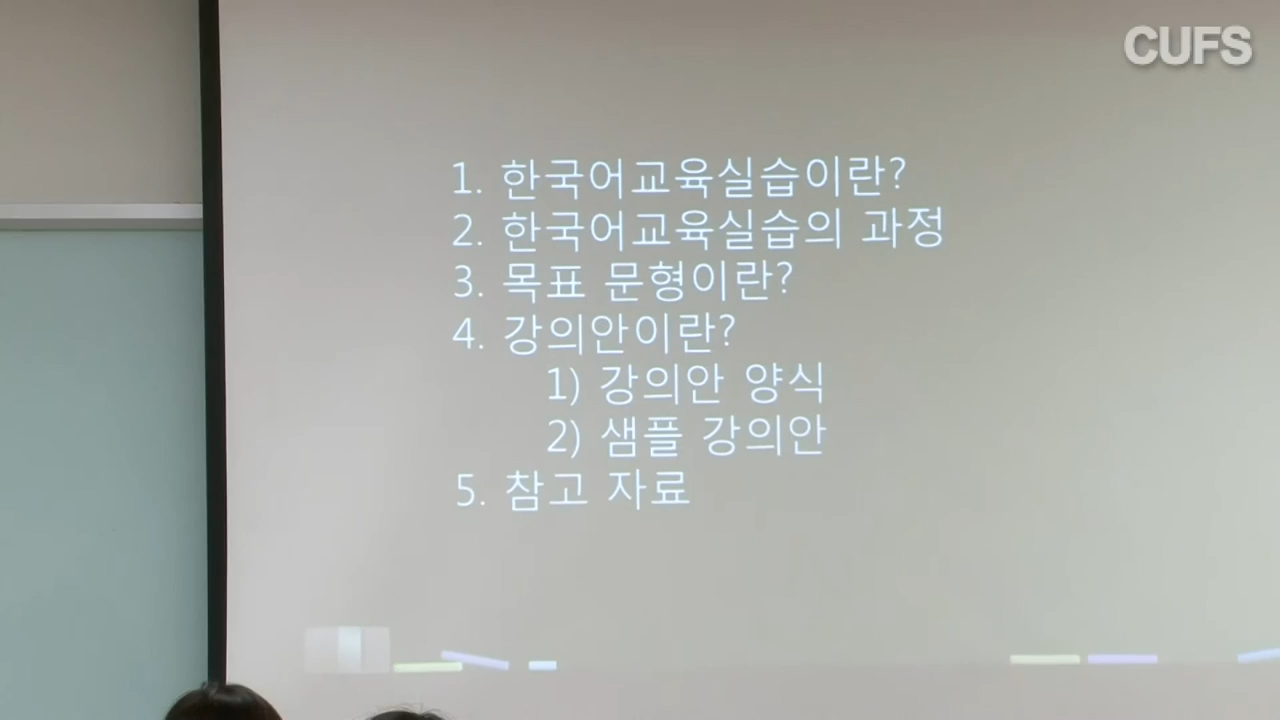 CUFS
1. 한국어교육실습이란?
2. 한국어교육실습의 과정
3. 목표 문형이란?
4. 강의안이란?
1) 강의안 양식
2) 샘플 강의안
5. 참고 자료